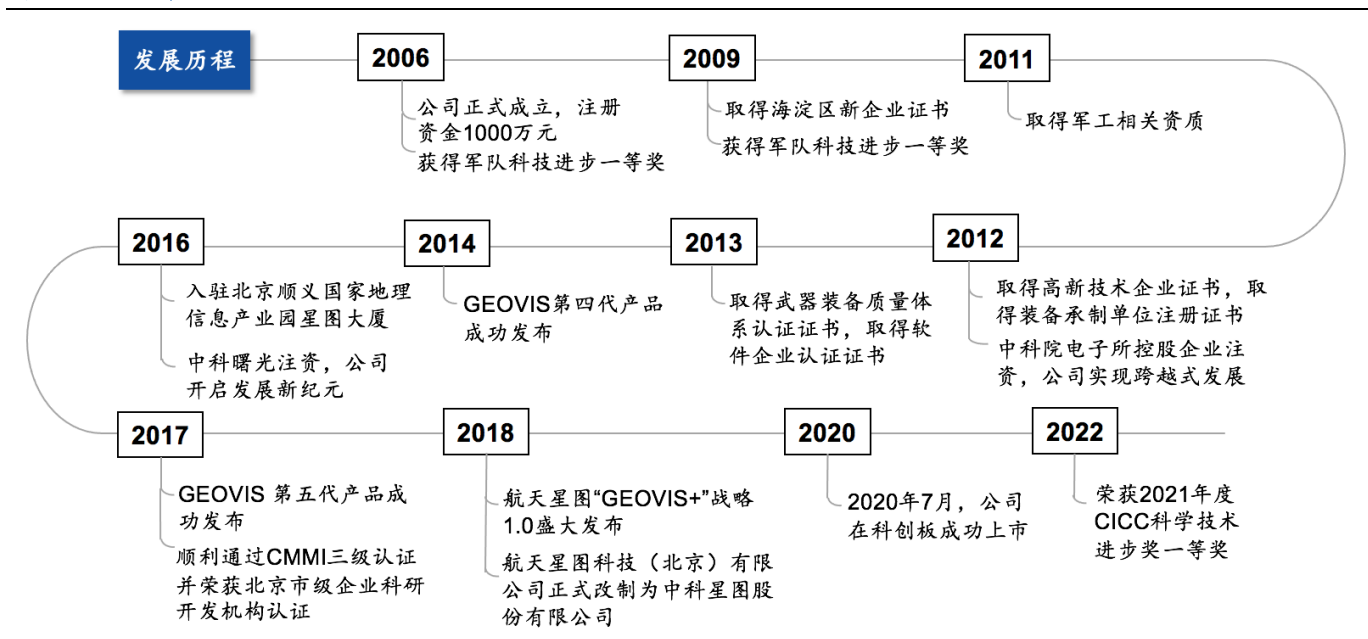 发展历程
2006
公司正式成立，注册
资金1000万元
获得军队科技进步一等奖
2009
取得海淀区新企业证书
获得军队科技进步一等奖
2011
取得军工相关资质
2012
取得高新技术企业证书，取
得装备承制单位注册证书
中科院电子所控股企业注
资，公司实现跨越式发展
2013
取得武器装备质量体
系认证证书，取得软
件企业认证证书
2014
GEOVIS第四代产品
成功发布
2016
入驻北京顺义国家地理
信息产业园星图大厦
中科曙光注资，公司
开启发展新纪元
2017
GEOVIS 第五代产品成
功发布
顺利通过CMMI三级认证
并荣获北京市级企业科研
开发机构认证
2018
航天星图“GEOVIS+”战略
1.0盛大发布
航天星图科技（北京）有限
公司正式改制为中科星图股
份有限公司
2020
2020年7月，公司
在科创板成功上市
2022
荣获2021年度
CICC科学技术
进步奖一等奖